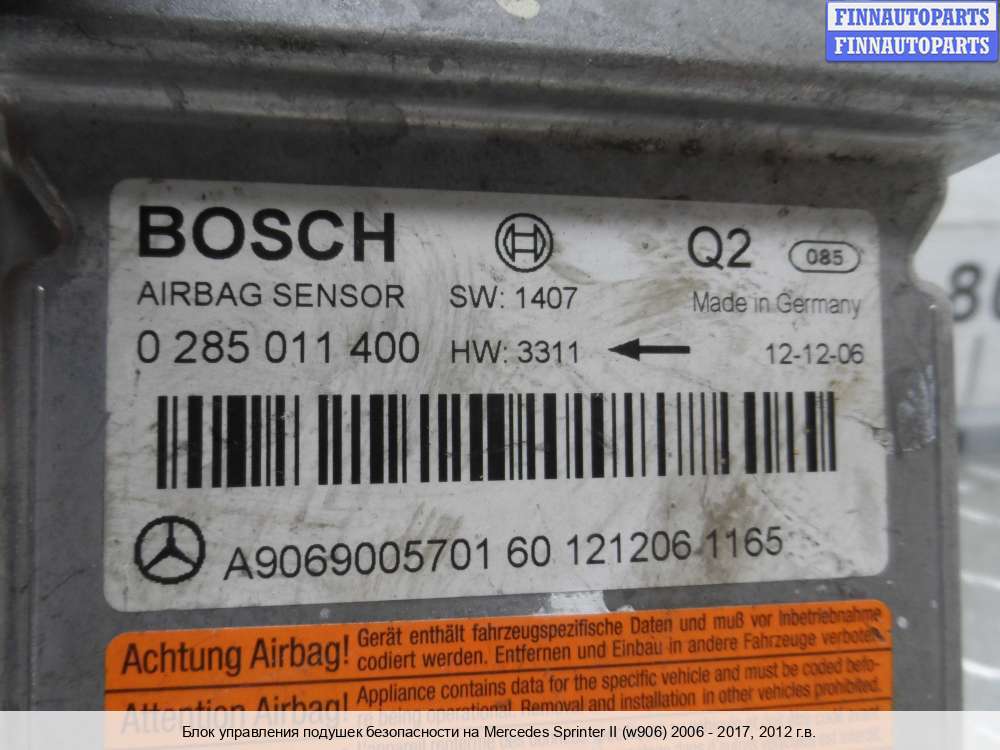 FINNAUTOPARTS
FINNAUTOPARTS
BOSCH Q2 085
AIRBAG SENSOR SW: 1407 Made in Germany
0 285 011 400 HW: 3311 12-12-06
A9069005701 60 121206 1165
Achtung Airbag! Gerät enthält fahrzeugspezifische Daten und muß vor Inbetriebnahme
codiert werden. Entfernen und Einbau in andere Fahrzeuge verboten.
Attention Airbag! Appliance contains data for the specific vehicle and must be coded befo-
re being operational. Removal and installation in other vehicles prohibited.
Блок управления подушек безопасности на Mercedes Sprinter II (w906) 2006 - 2017, 2012 г.в.